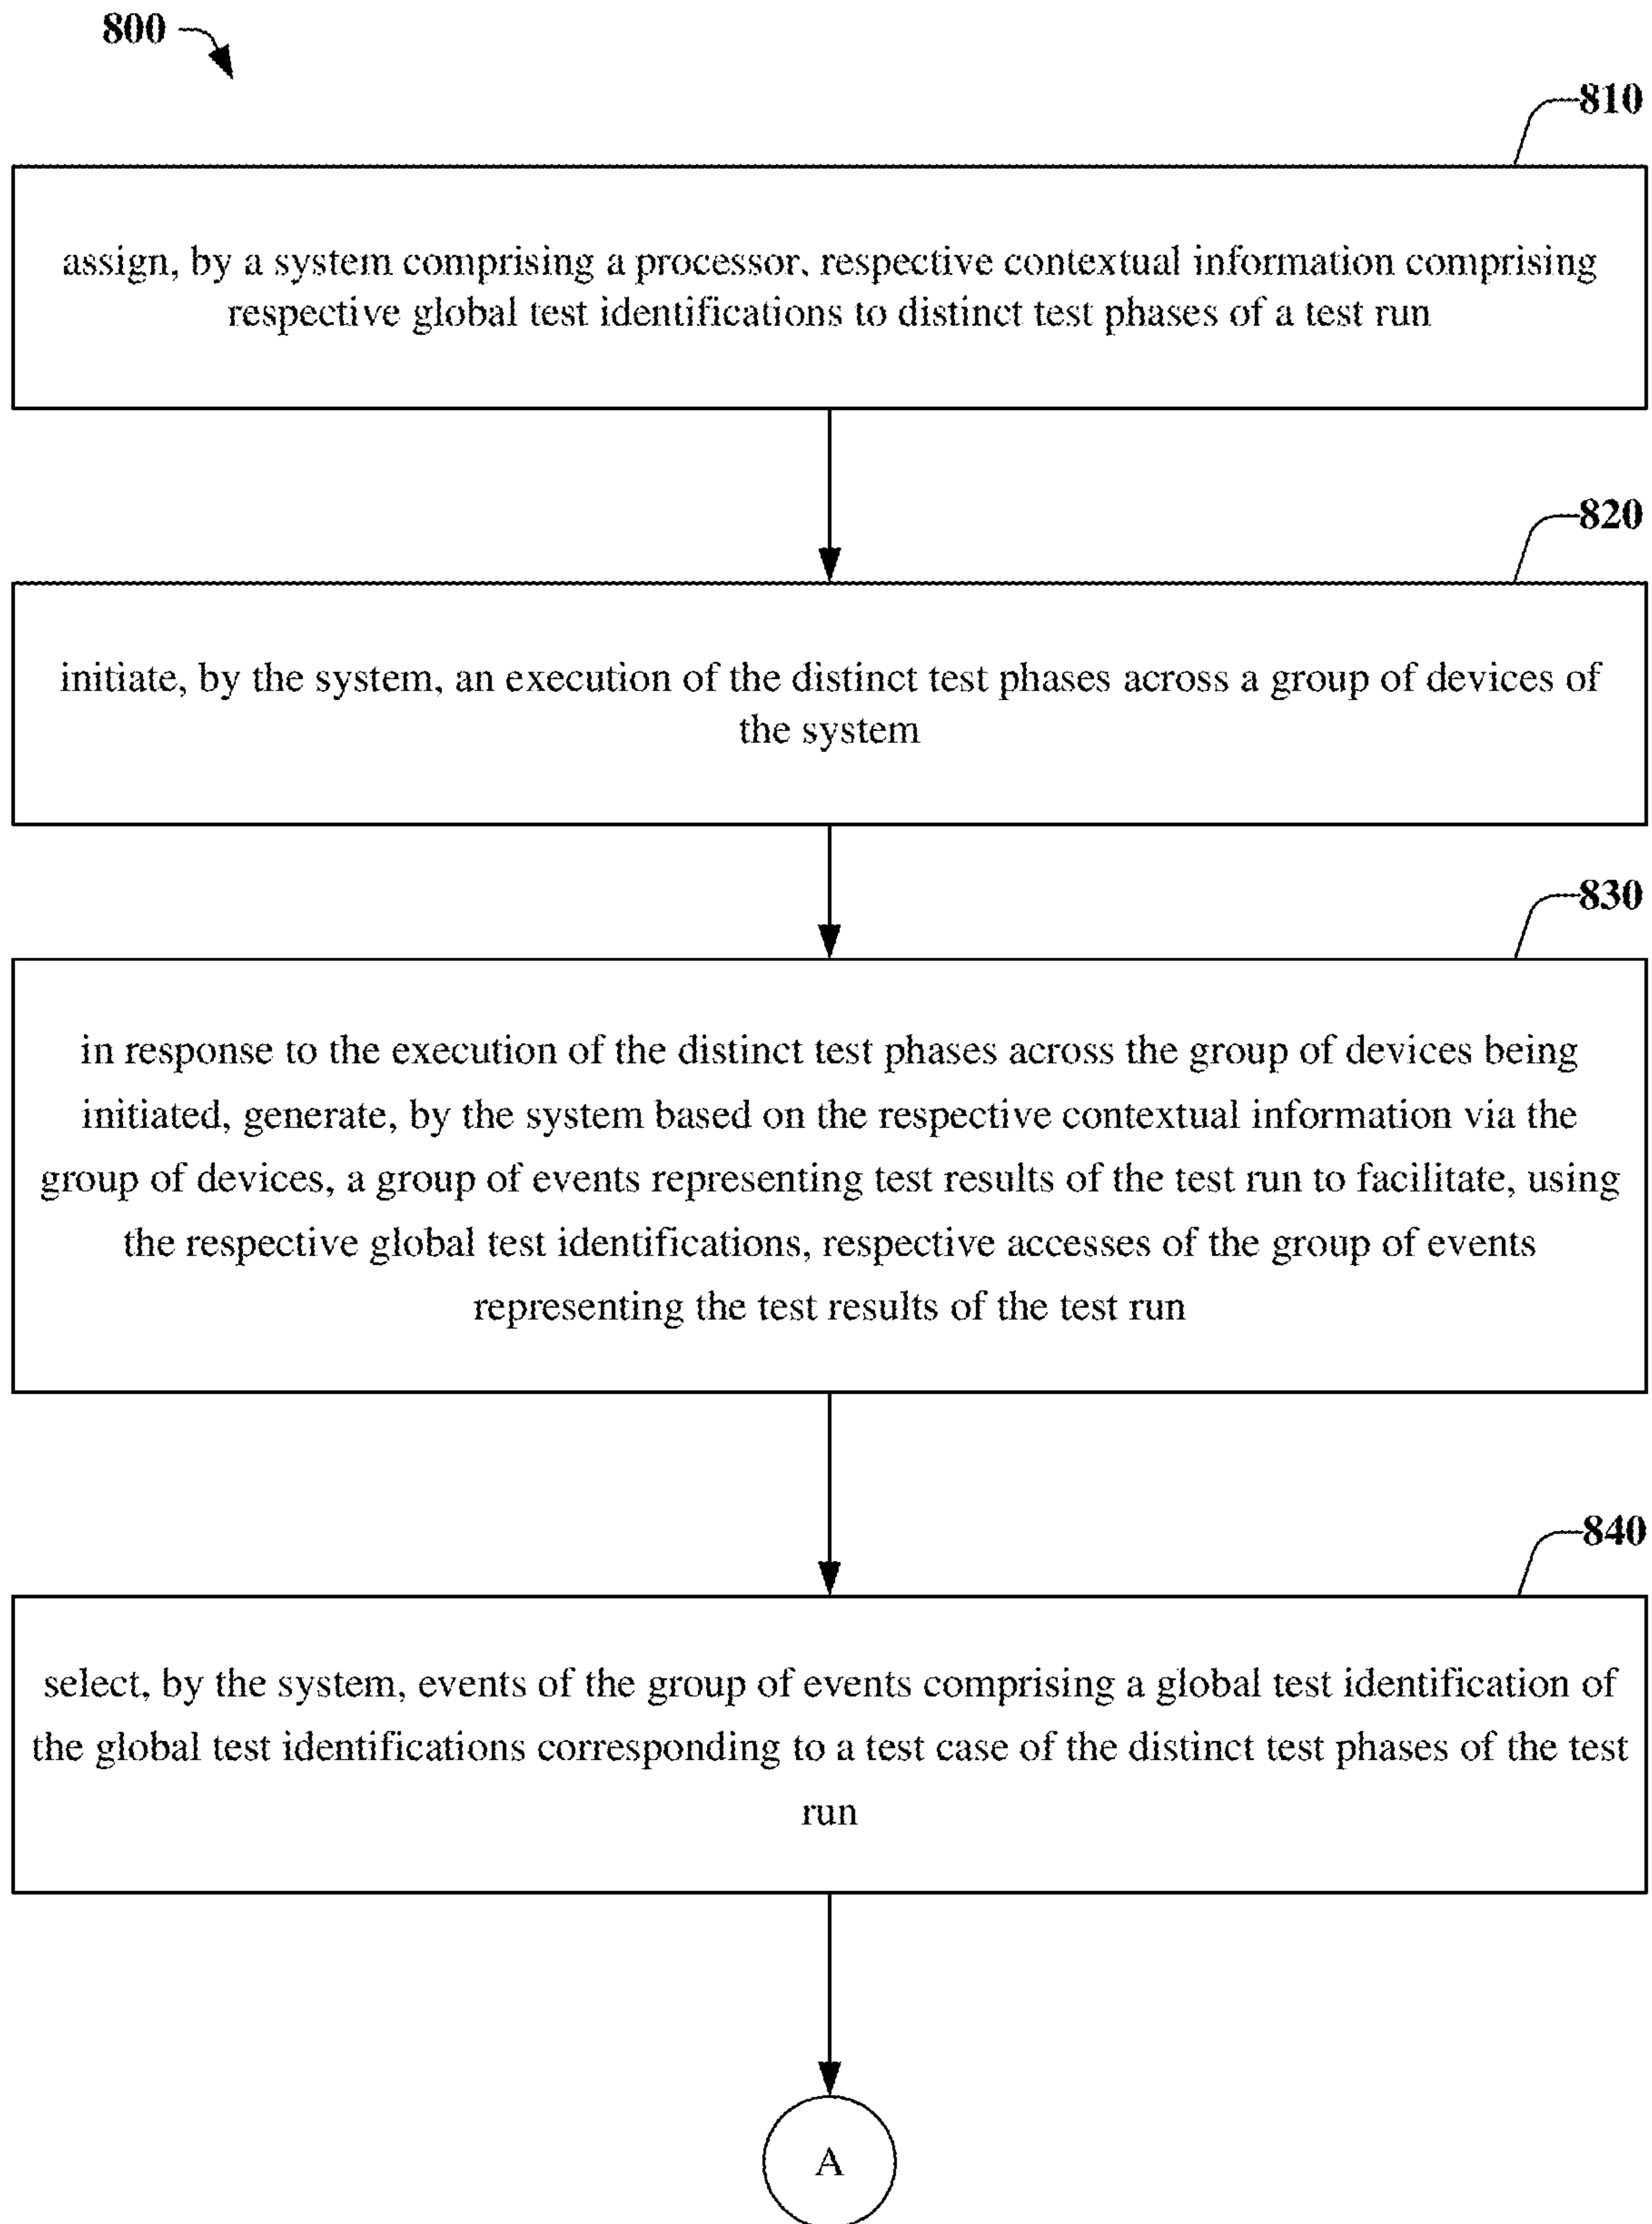 800
810
assign, by a system comprising a processor, respective contextual information comprising
respective global test identifications to distinct test phases of a test run
820
initiate, by the system, an execution of the distinct test phases across a group of devices of
the system
830
in response to the execution of the distinct test phases across the group of devices being
initiated, generate, by the system based on the respective contextual information via the
group of devices, a group of events representing test results of the test run to facilitate, using
the respective global test identifications, respective accesses of the group of events
representing the test results of the test run
840
select, by the system, events of the group of events comprising a global test identification of
the global test identifications corresponding to a test case of the distinct test phases of the test
run
A